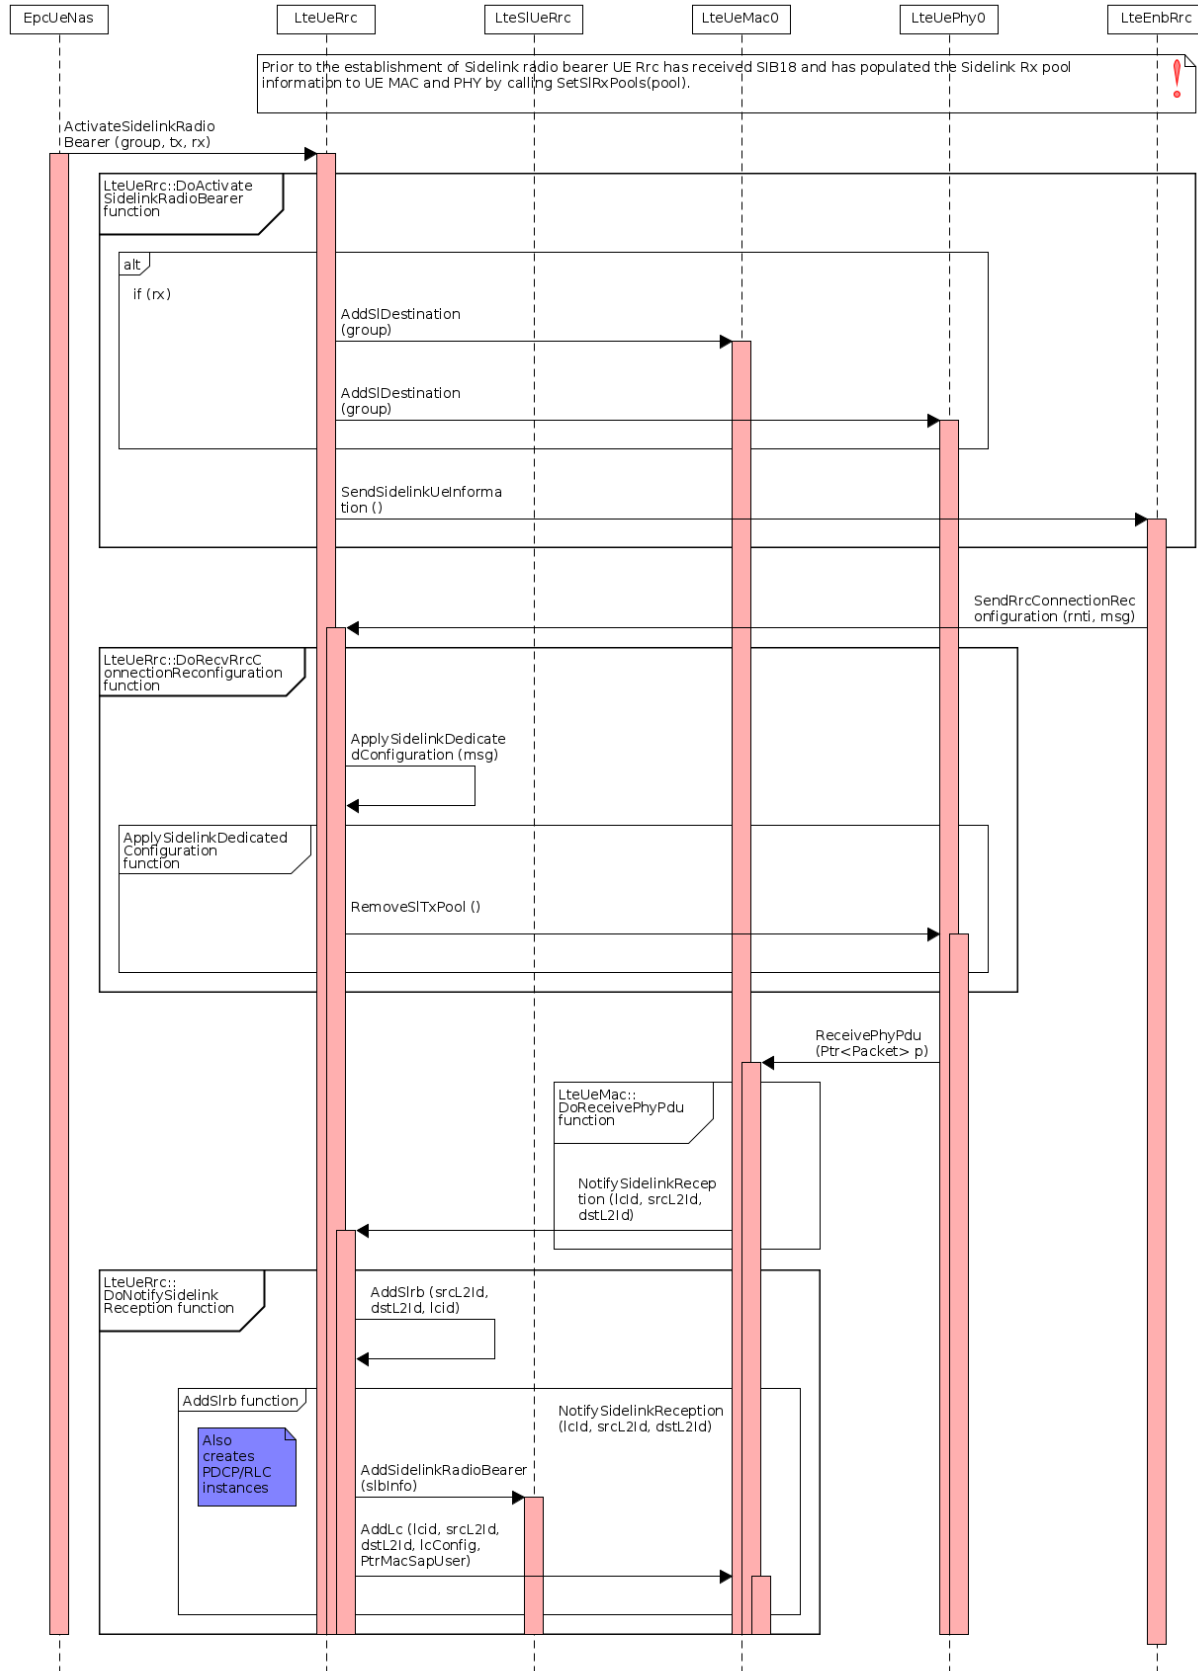 EpcUeNas
LteUeRrc
LteSlUeRrc
LteUeMac0
LteUePhy0
LteEnbRrc
Prior to the establishment of Sidelink radio bearer UE Rrc has received SIB18 and has populated the Sidelink Rx pool
information to UE MAC and PHY by calling SetSlRxPools(pool).
!
ActivateSidelinkRadio
Bearer (group, tx, rx)
LteUeRrc::DoActivate
SidelinkRadioBearer
function
alt
if (rx)
AddSlDestination
(group)
AddSlDestination
(group)
SendSidelinkUeInforma
tion ()
SendRrcConnectionRec
onfiguration (rnti, msg)
LteUeRrc::DoRecvRrcC
onnectionReconfiguration
function
ApplySidelinkDedicate
dConfiguration (msg)
ApplySidelinkDedicated
Configuration
function
RemoveSlTxPool ()
ReceivePhyPdu
(Ptr<Packet> p)
LteUeMac::
DoReceivePhyPdu
function
NotifySidelinkRecep
tion (lcId, srcL2Id,
dstL2Id)
LteUeRrc::
DoNotifySidelink
Reception function
AddSlrb (srcL2Id,
dstL2Id, lcid)
AddSlrb function
NotifySidelinkReception
(lcId, srcL2Id, dstL2Id)
Also
creates
PDCP/RLC
instances
AddSidelinkRadioBearer
(slbInfo)
AddLc (lcid, srcL2Id,
dstL2Id, lcConfig,
PtrMacSapUser)